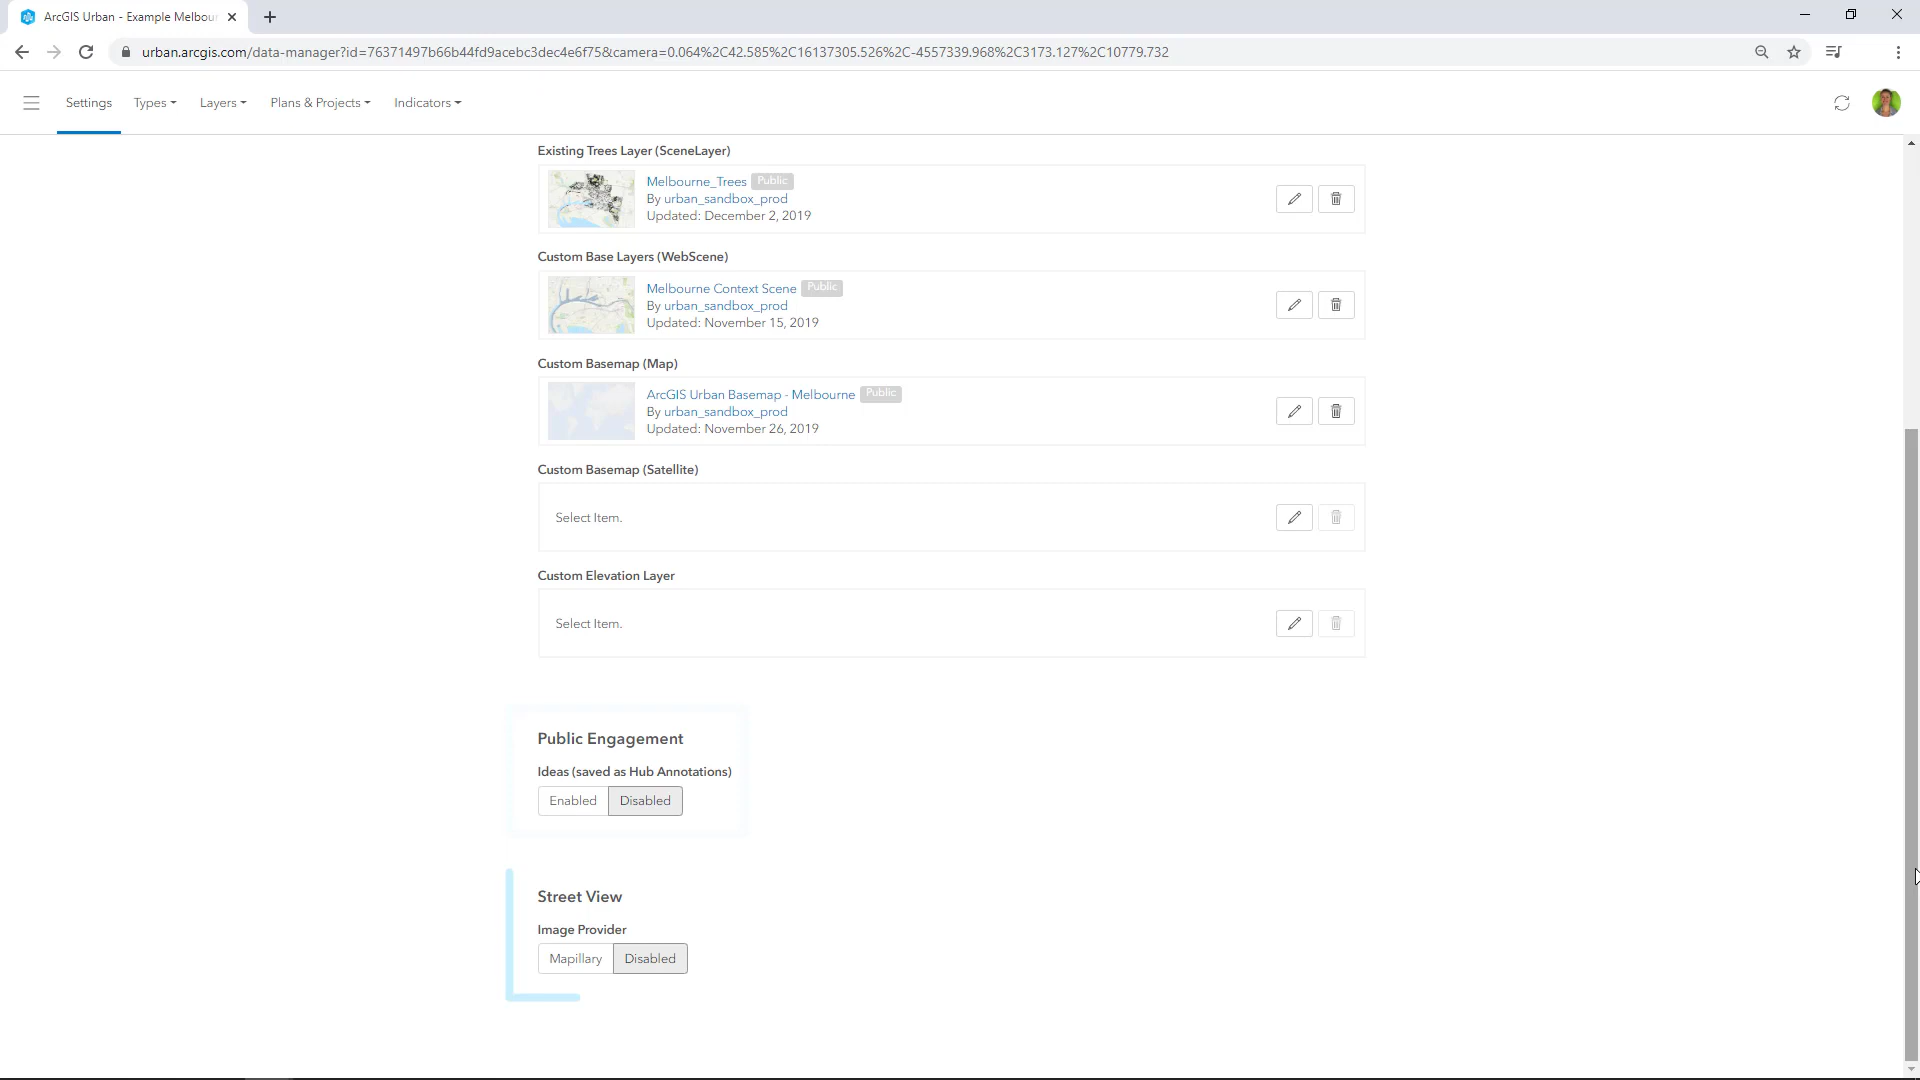 ArcGIS Urban - Example Melbour
urban.arcgis.com/data-manager?id=76371497b66b44fd9acebc3dec4e6f75&camera=0.064%2C42.585%2C16137305.526%2C-4557339.968%2C3173.127%2C10779.732
Settings Types Layers Plans & Projects Indicators
Existing Trees Layer (SceneLayer)
Melbourne_Trees Public
By urban_sandbox_prod
Updated: December 2, 2019
Custom Base Layers (WebScene)
Melbourne Context Scene Public
By urban_sandbox_prod
Updated: November 15, 2019
Custom Basemap (Map)
ArcGIS Urban Basemap - Melbourne Public
By urban_sandbox_prod
Updated: November 26, 2019
Custom Basemap (Satellite)
Select Item.
Custom Elevation Layer
Select Item.
Public Engagement
Ideas (saved as Hub Annotations)
Enabled Disabled
Street View
Image Provider
Mapillary Disabled